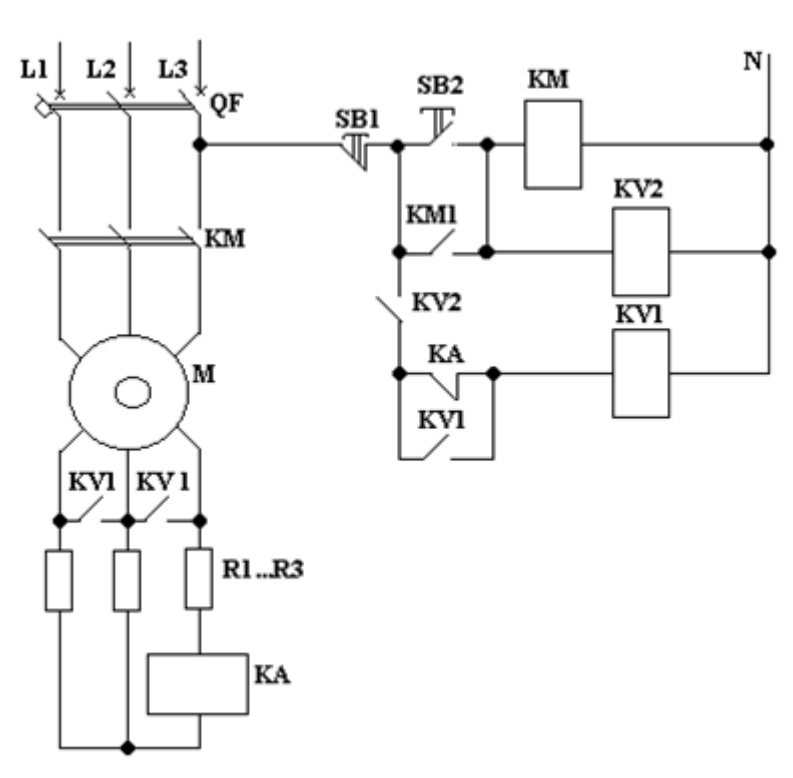 L1 L2 L3
QF
SB1
SB2
KM
N
KM
KM1
KV2
KV2
KV1
M
KA
KV1
KV1 KV 1
R1...R3
KA